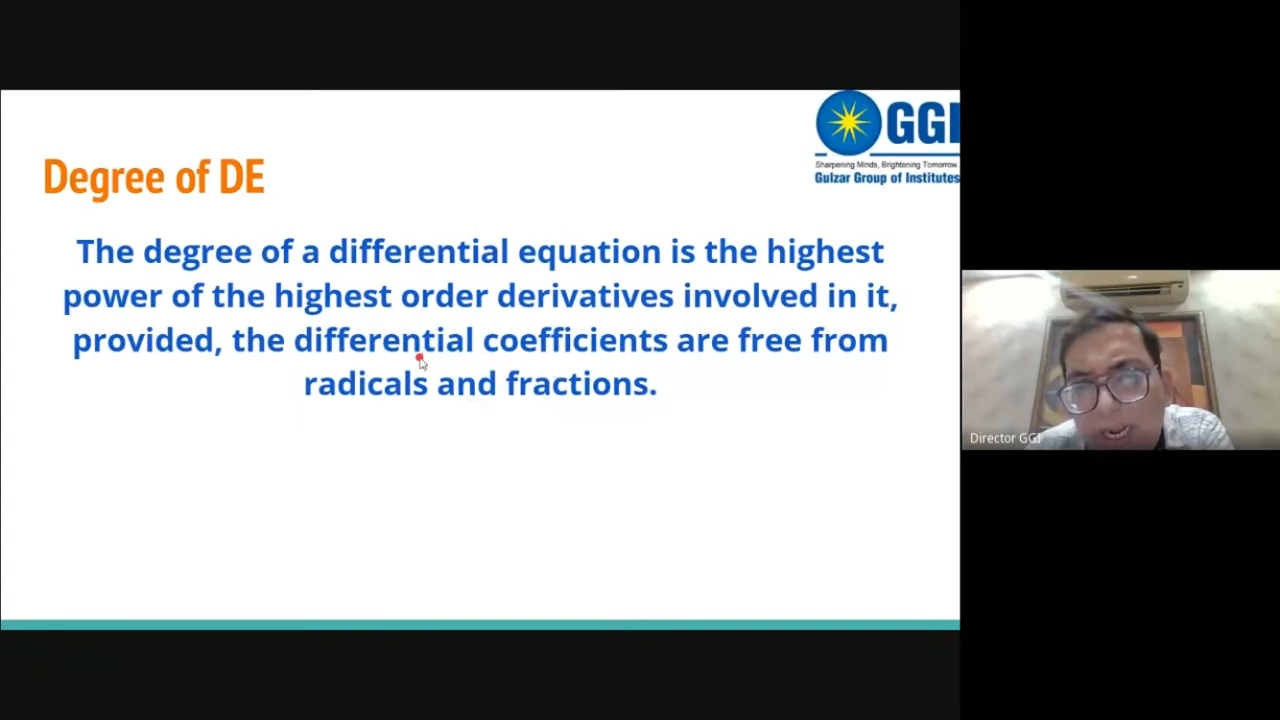 GGI
Sharpening Minds, Brightening Tomorrow
Gulzar Group of Institutes
Degree of DE
The degree of a differential equation is the highest
power of the highest order derivatives involved in it,
provided, the differential coefficients are free from
radicals and fractions.
Director GGI